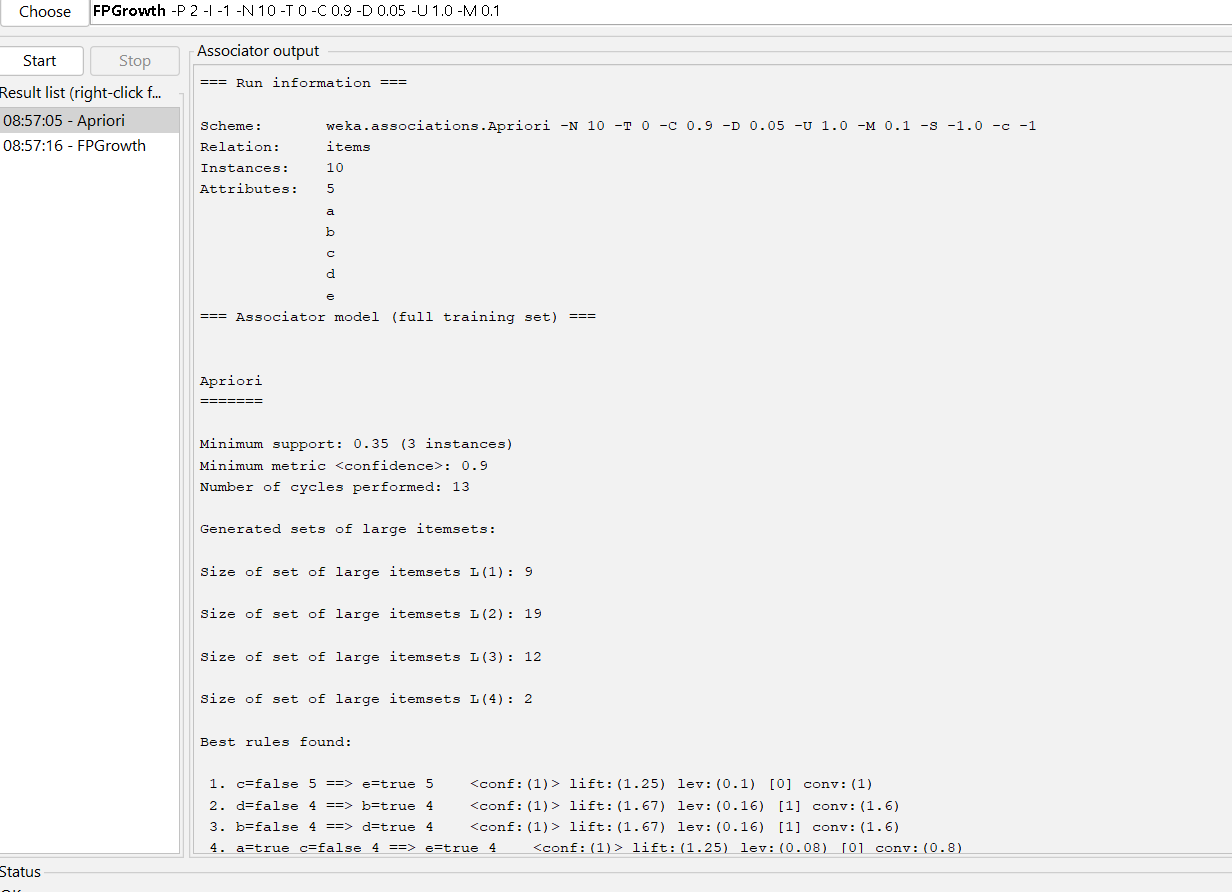 Choose FPGrowth -P 2 -I -1 -N 10 -T 0 -C 0.9 -D 0.05 -U 1.0 -M 0.1
Start Stop
Result list (right-click f...
08:57:05 - Apriori
08:57:16 - FPGrowth
Associator output
=== Run information ===
Scheme: weka.associations.Apriori -N 10 -T 0 -C 0.9 -D 0.05 -U 1.0 -M 0.1 -S -1.0 -c -1
Relation: items
Instances: 10
Attributes: 5
a
b
c
d
e
=== Associator model (full training set) ===
Apriori
=======
Minimum support: 0.35 (3 instances)
Minimum metric <confidence>: 0.9
Number of cycles performed: 13
Generated sets of large itemsets:
Size of set of large itemsets L(1): 9
Size of set of large itemsets L(2): 19
Size of set of large itemsets L(3): 12
Size of set of large itemsets L(4): 2
Best rules found:
1. c=false 5 ==> e=true 5 <conf:(1)> lift:(1.25) lev:(0.1) [0] conv:(1)
2. d=false 4 ==> b=true 4 <conf:(1)> lift:(1.67) lev:(0.16) [1] conv:(1.6)
3. b=false 4 ==> d=true 4 <conf:(1)> lift:(1.67) lev:(0.16) [1] conv:(1.6)
4. a=true c=false 4 ==> e=true 4 <conf:(1)> lift:(1.25) lev:(0.08) [0] conv:(0.8)
Status